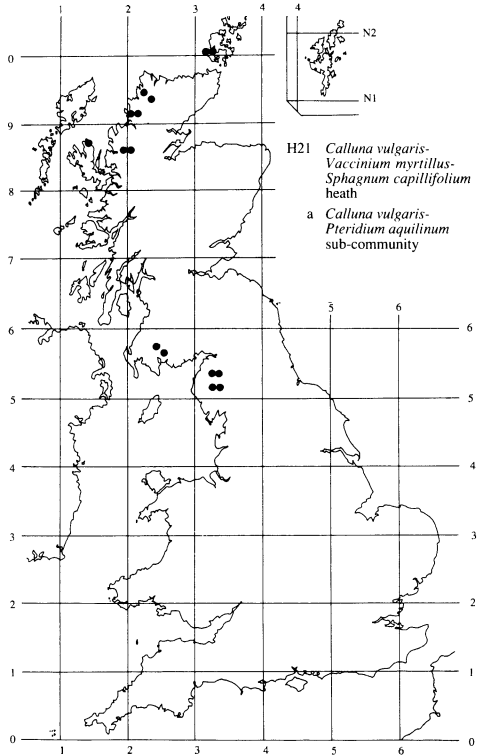 1 2 3 4 4
N2
0
N1
9
H21 Calluna vulgaris-
Vaccinium myrtillus-
Sphagnum capillifolium
heath
8
a Calluna vulgaris-
Pteridium aquilinum
sub-community
7
5 6
6 6
5 5
4 4
3 3
2 2
1 1
0 0
1 2 3 4 5 6